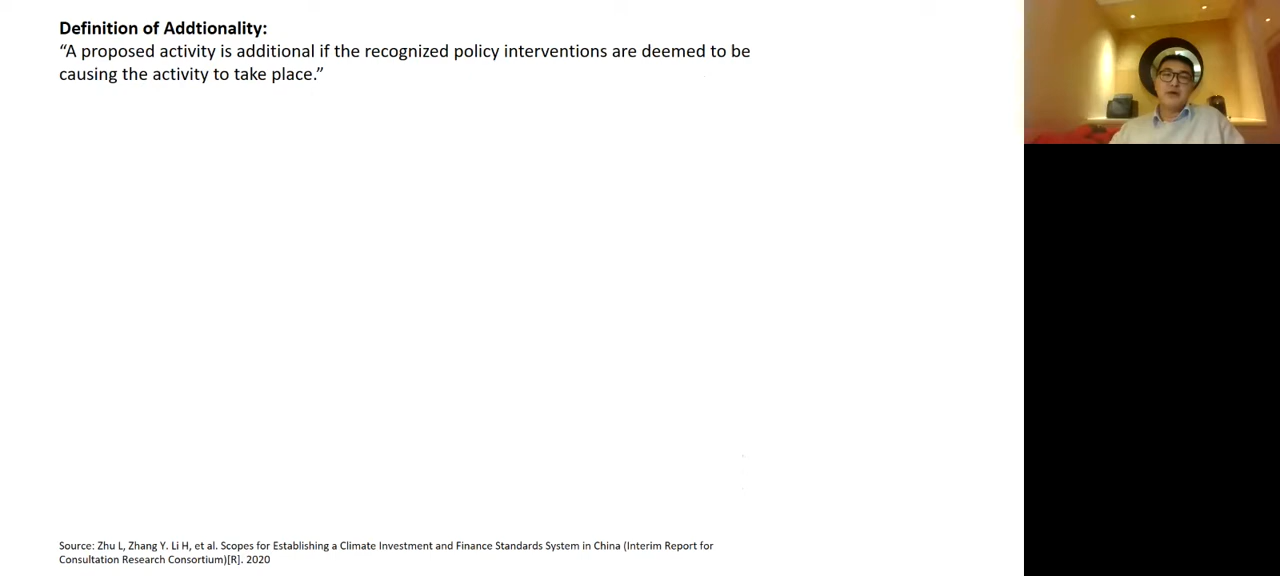 Definition of Addtionality:
“A proposed activity is additional if the recognized policy interventions are deemed to be
causing the activity to take place.”
Source: Zhu L, Zhang Y. Li H, et al. Scopes for Establishing a Climate Investment and Finance Standards System in China (Interim Report for
Consultation Research Consortium)[R]. 2020